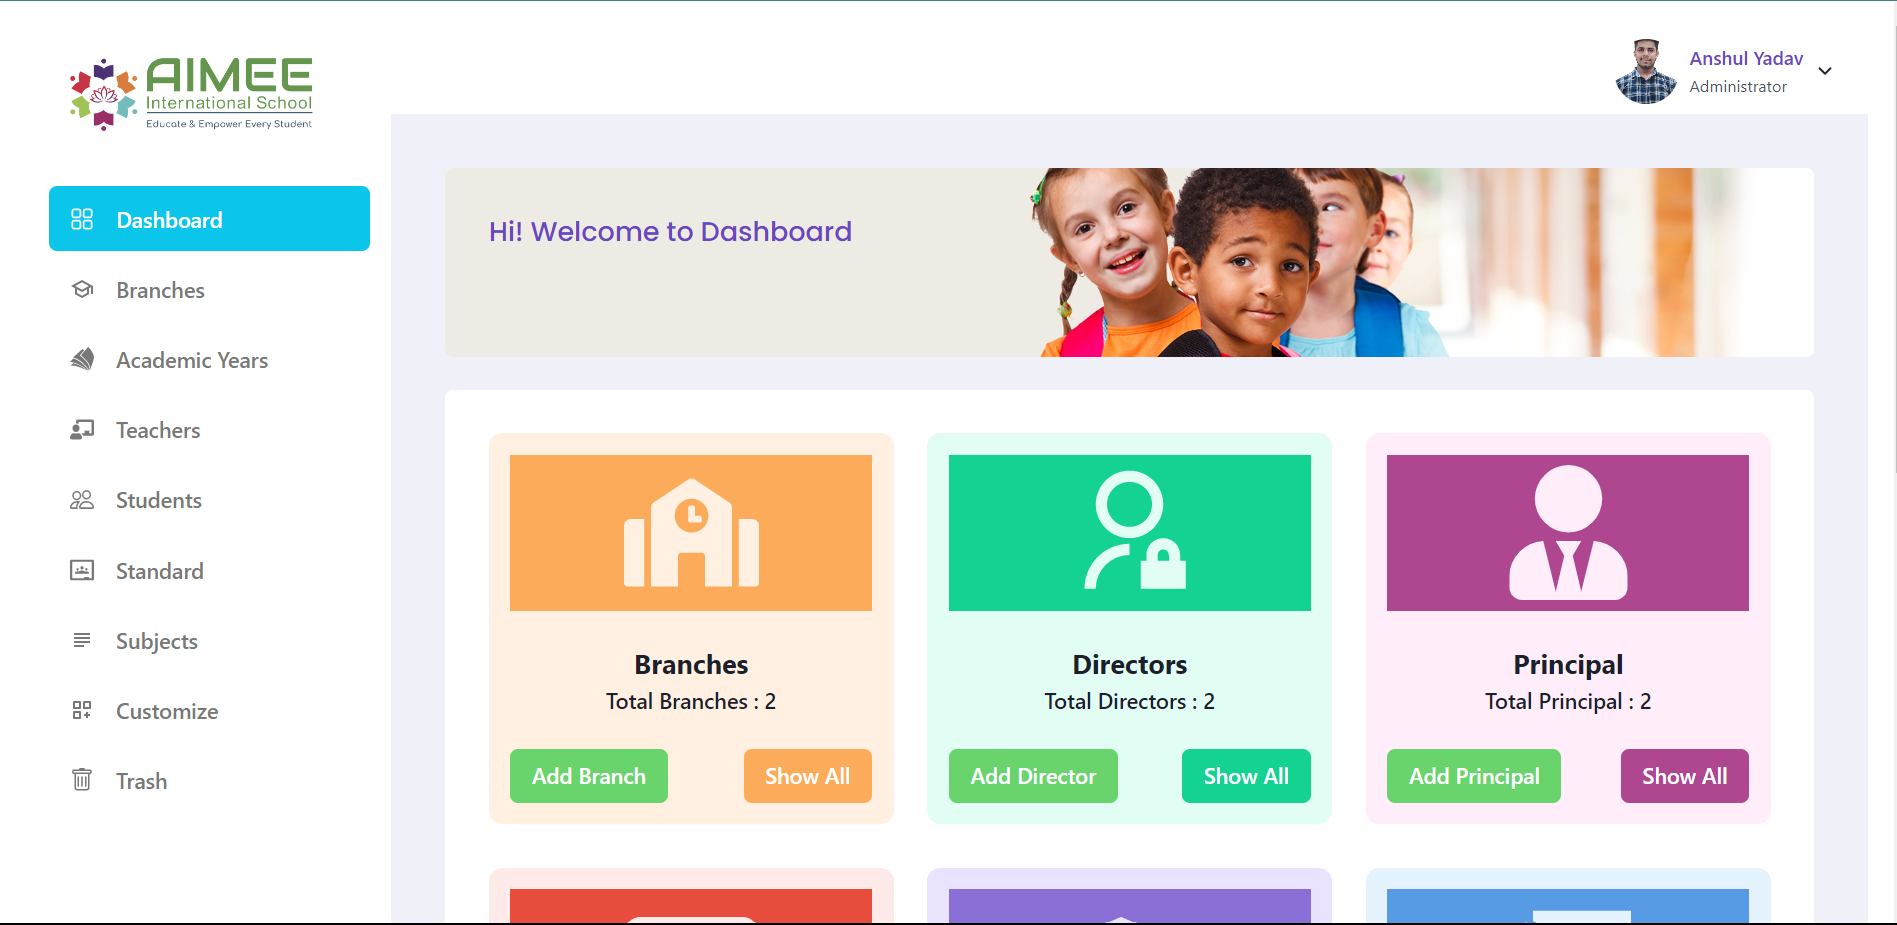 AIMEE
International School
Educate & Empower Every Student
Anshul Yadav
Administrator
Dashboard
Branches
Academic Years
Teachers
Students
Standard
Subjects
Customize
Trash
Hi! Welcome to Dashboard
Branches
Total Branches : 2
Add Branch
Show All
Directors
Total Directors : 2
Add Director
Show All
Principal
Total Principal : 2
Add Principal
Show All